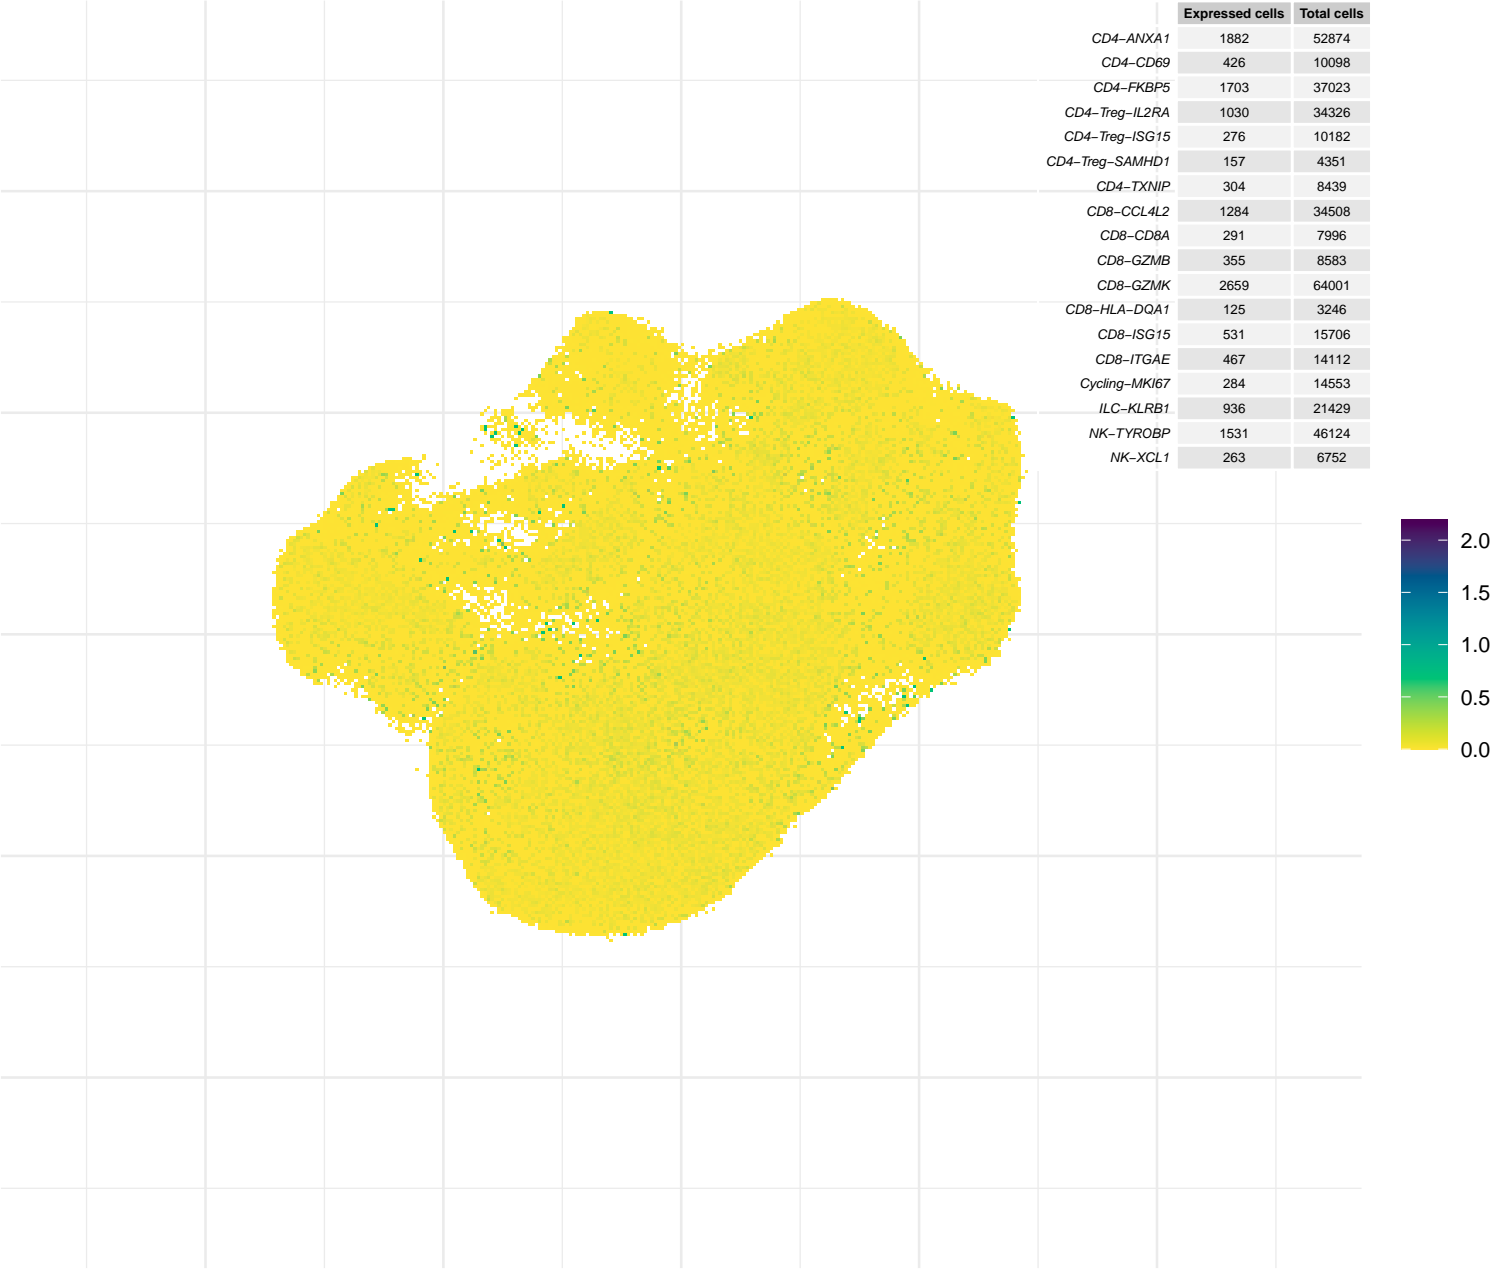 Expressed cells Total cells
CD4−ANXA1 1882 52874
CD4−CD69 426 10098
CD4−FKBP5 1703 37023
CD4−Treg−IL2RA 1030 34326
CD4−Treg−ISG15 276 10182
CD4−Treg−SAMHD1 157 4351
CD4−TXNIP 304 8439
CD8−CCL4L2 1284 34508
CD8−CD8A 291 7996
CD8−GZMB 355 8583
CD8−GZMK 2659 64001
CD8−HLA−DQA1 125 3246
CD8−ISG15 531 15706
CD8−ITGAE 467 14112
Cycling−MKI67 284 14553
ILC−KLRB1 936 21429
NK−TYROBP 1531 46124
NK−XCL1 263 6752
2.0
1.5
1.0
0.5
0.0